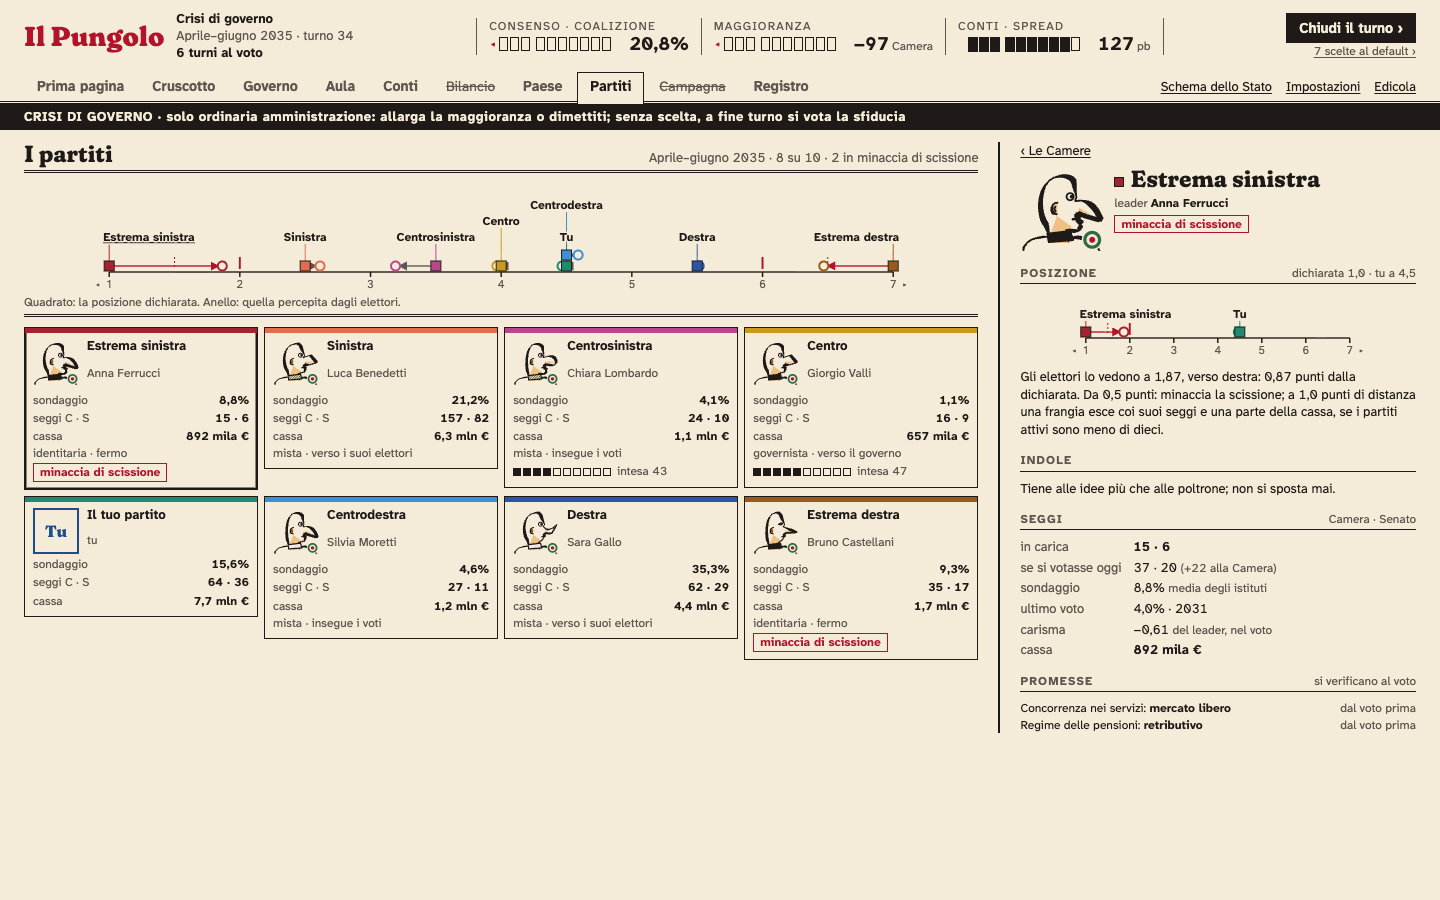 Il Pungolo
Crisi di governo
Aprile–giugno 2035 · turno 34
6 turni al voto
CONSENSO · COALIZIONE
20,8%
MAGGIORANZA
−97 Camera
CONTI · SPREAD
127 pb
Chiudi il turno ›
7 scelte al default ›
Prima pagina Cruscotto Governo Aula Conti Bilancio Paese Partiti Campagna Registro
Schema dello Stato Impostazioni Edicola
CRISI DI GOVERNO · solo ordinaria amministrazione: allarga la maggioranza o dimettiti; senza scelta, a fine turno si vota la sfiducia
I partiti
Aprile–giugno 2035 · 8 su 10 · 2 in minaccia di scissione
Centrodestra
Centro
Estrema sinistra Sinistra Centrosinistra Tu Destra Estrema destra
1 2 3 4 5 6 7
Quadrato: la posizione dichiarata. Anello: quella percepita dagli elettori.
Estrema sinistra
Anna Ferrucci
sondaggio 8,8%
seggi C · S 15 · 6
cassa 892 mila €
identitaria · fermo
minaccia di scissione
Sinistra
Luca Benedetti
sondaggio 21,2%
seggi C · S 157 · 82
cassa 6,3 mln €
mista · verso i suoi elettori
Centrosinistra
Chiara Lombardo
sondaggio 4,1%
seggi C · S 24 · 10
cassa 1,1 mln €
mista · insegue i voti
intesa 43
Centro
Giorgio Valli
sondaggio 1,1%
seggi C · S 16 · 9
cassa 657 mila €
governista · verso il governo
intesa 47
Tu
Il tuo partito
tu
sondaggio 15,6%
seggi C · S 64 · 36
cassa 7,7 mln €
Centrodestra
Silvia Moretti
sondaggio 4,6%
seggi C · S 27 · 11
cassa 1,2 mln €
mista · insegue i voti
Destra
Sara Gallo
sondaggio 35,3%
seggi C · S 62 · 29
cassa 4,4 mln €
mista · verso i suoi elettori
Estrema destra
Bruno Castellani
sondaggio 9,3%
seggi C · S 35 · 17
cassa 1,7 mln €
identitaria · fermo
minaccia di scissione
‹ Le Camere
Estrema sinistra
leader Anna Ferrucci
minaccia di scissione
POSIZIONE dichiarata 1,0 · tu a 4,5
Estrema sinistra Tu
1 2 3 4 5 6 7
Gli elettori lo vedono a 1,87, verso destra: 0,87 punti dalla
dichiarata. Da 0,5 punti: minaccia la scissione; a 1,0 punti di distanza
una frangia esce coi suoi seggi e una parte della cassa, se i partiti
attivi sono meno di dieci.
INDOLE
Tiene alle idee più che alle poltrone; non si sposta mai.
SEGGI Camera · Senato
in carica 15 · 6
se si votasse oggi 37 · 20 (+22 alla Camera)
sondaggio 8,8% media degli istituti
ultimo voto 4,0% · 2031
carisma −0,61 del leader, nel voto
cassa 892 mila €
PROMESSE si verificano al voto
Concorrenza nei servizi: mercato libero dal voto prima
Regime delle pensioni: retributivo dal voto prima